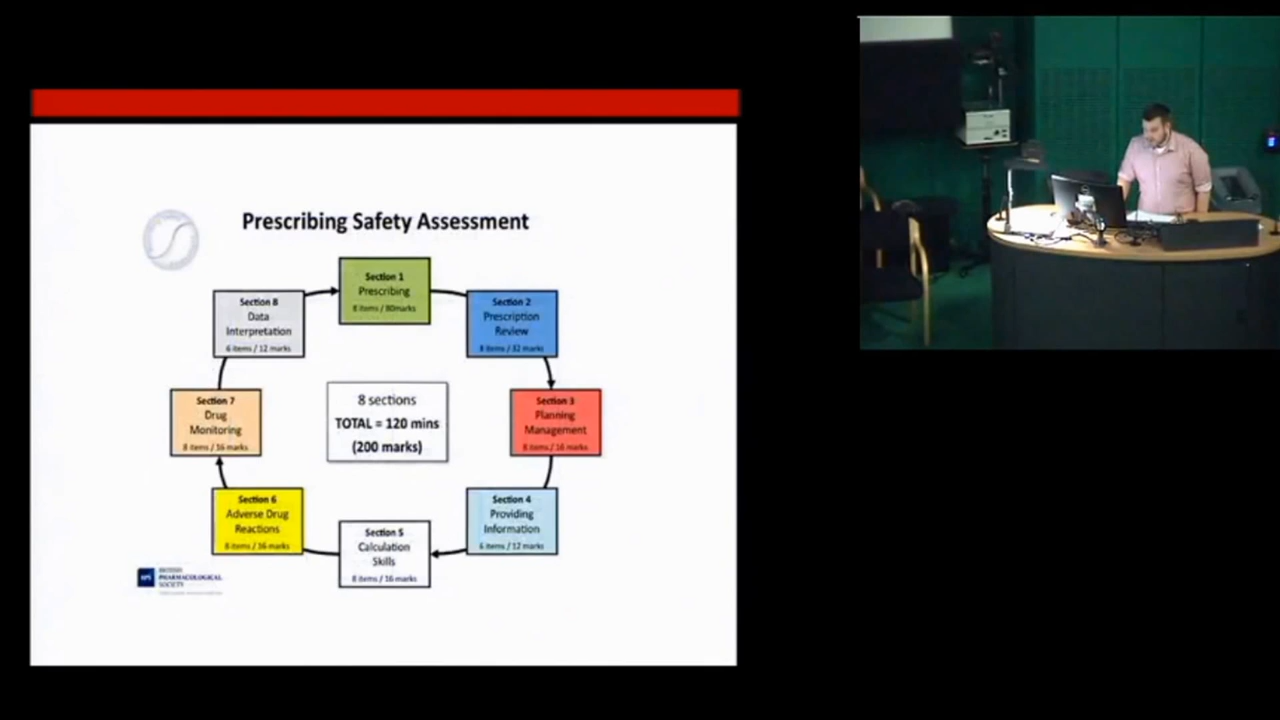 Prescribing Safety Assessment
Section 1
Prescribing
8 items / 80marks
Section 2
Prescription
Review
8 items / 32 marks
Section 3
Planning
Management
8 items / 16 marks
Section 4
Providing
Information
6 items / 12 marks
Section 5
Calculation
Skills
8 items / 16 marks
Section 6
Adverse Drug
Reactions
8 items / 16 marks
Section 7
Drug
Monitoring
8 items / 16 marks
Section 8
Data
Interpretation
6 items / 12 marks
8 sections
TOTAL = 120 mins
(200 marks)
BRITISH
PHARMACOLOGICAL
SOCIETY